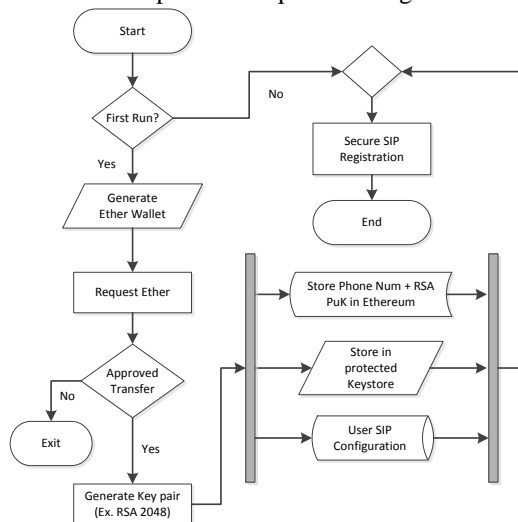 Start
First Run?
No
Yes
Secure SIP
Registration
Generate
Ether Wallet
End
Request Ether
Store Phone Num + RSA
PuK in Ethereum
Approved
Transfer
Store in
protected
Keystore
No
Exit
Yes
User SIP
Configuration
Generate Key pair
(Ex. RSA 2048)